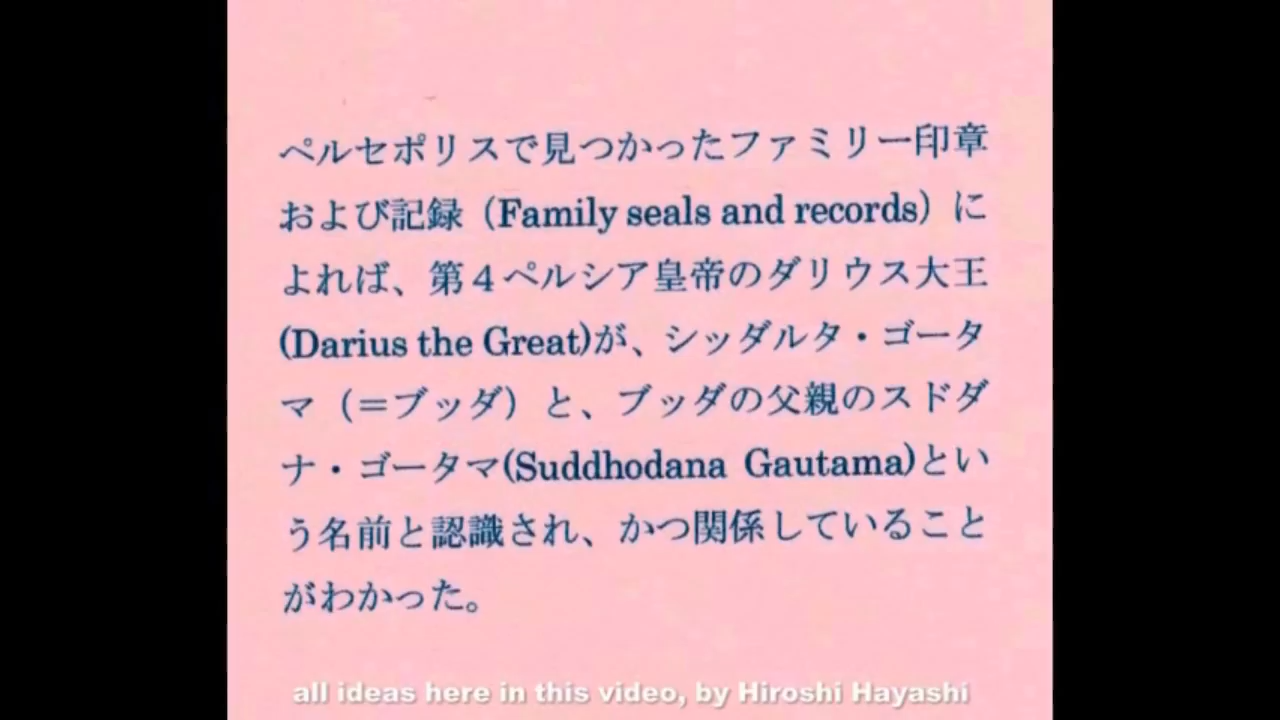 ペルセポリスで見つかったファミリー印章
および記録（Family seals and records）に
よれば、第４ペルシア皇帝のダリウス大王
(Darius the Great)が、シッダルタ・ゴータ
マ（＝ブッダ）と、ブッダの父親のスドダ
ナ・ゴータマ(Suddhodana Gautama)とい
う名前と認識され、かつ関係していること
がわかった。
all ideas here in this video, by Hiroshi Hayashi